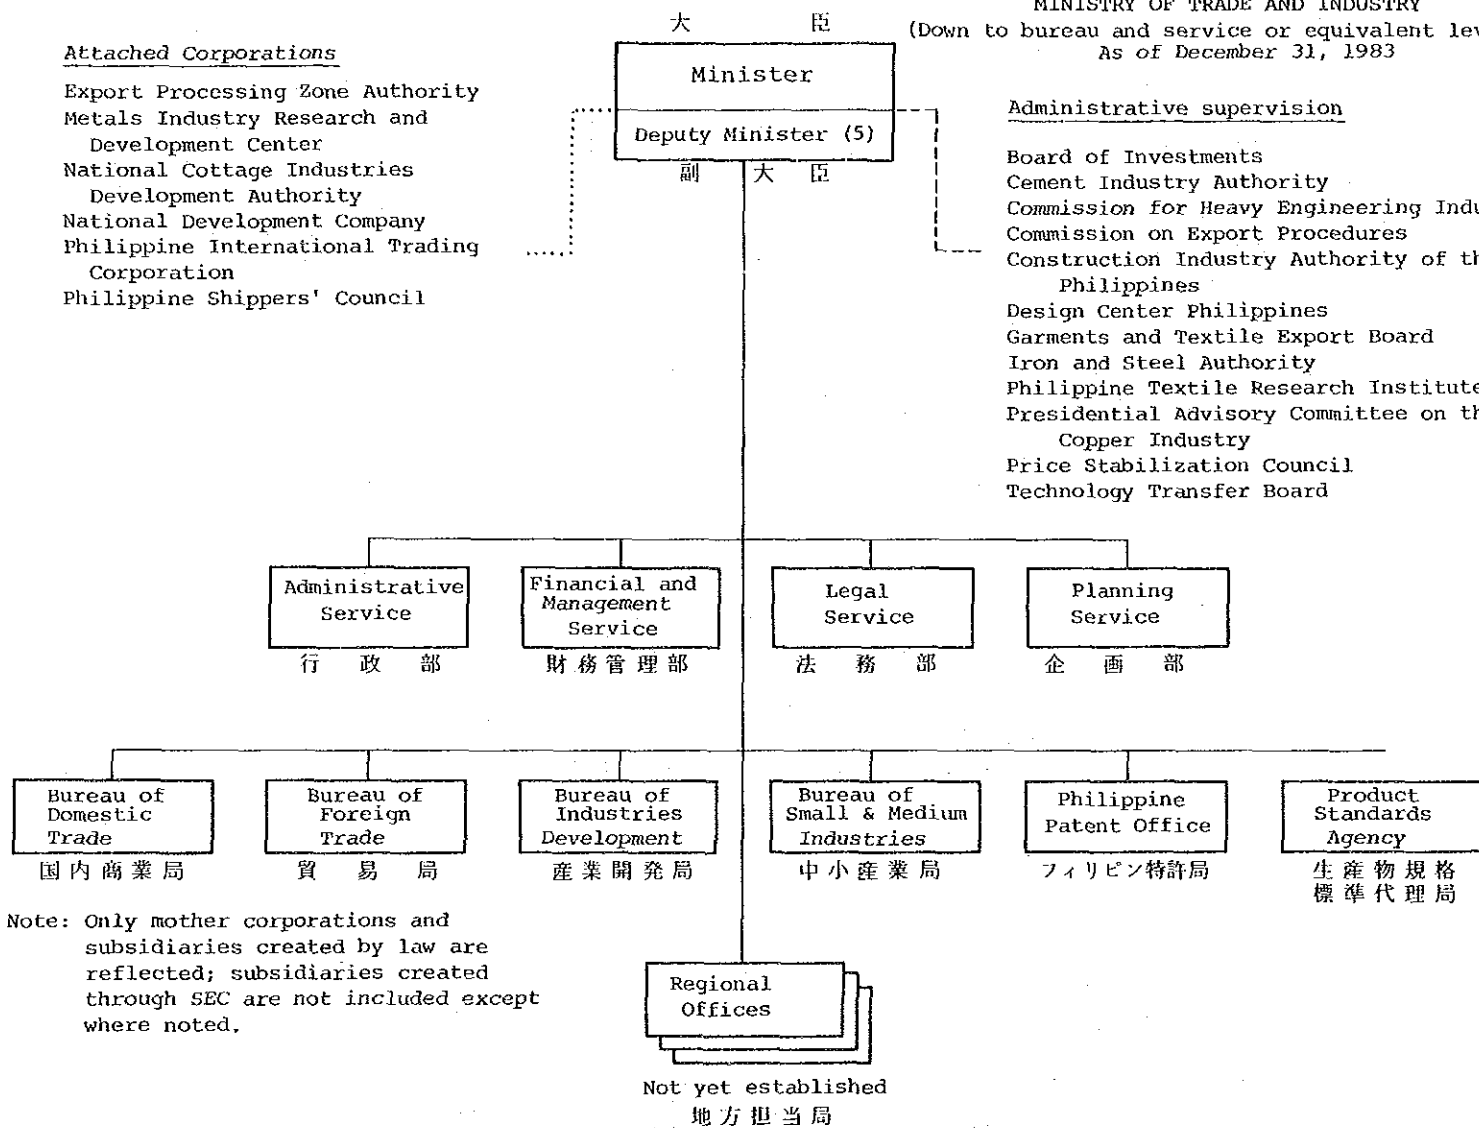 MINISTRY OF TRADE AND INDUSTRY
(Down to bureau and service or equivalent
As of December 31, 1983
大臣
Minister
Deputy Minister (5)
副大臣
Attached Corporations
Export Processing Zone Authority
Metals Industry Research and
Development Center
National Cottage Industries
Development Authority
National Development Company
Philippine International Trading
Corporation
Philippine Shippers' Council
Administrative supervision
Board of Investments
Cement Industry Authority
Commission for Heavy Engineering
Commission on Export Procedures
Construction Industry Authority of
Philippines
Design Center Philippines
Garments and Textile Export Board
Iron and Steel Authority
Philippine Textile Research Institute
Presidential Advisory Committee on
Copper Industry
Price Stabilization Council
Technology Transfer Board
Administrative
Service
行政部
Financial and
Management
Service
財務管理部
Legal
Service
法務部
Planning
Service
企画部
Bureau of
Domestic
Trade
国内商業局
Bureau of
Foreign
Trade
貿易局
Bureau of
Industries
Development
産業開発局
Bureau of
Small & Medium
Industries
中小産業局
Philippine
Patent Office
フィリピン特許局
Product
Standards
Agency
生産物規格
標準代理局
Note: Only mother corporations and
subsidiaries created by law are
reflected; subsidiaries created
through SEC are not included except
where noted.
Regional
Offices
Not yet established
地方担当局